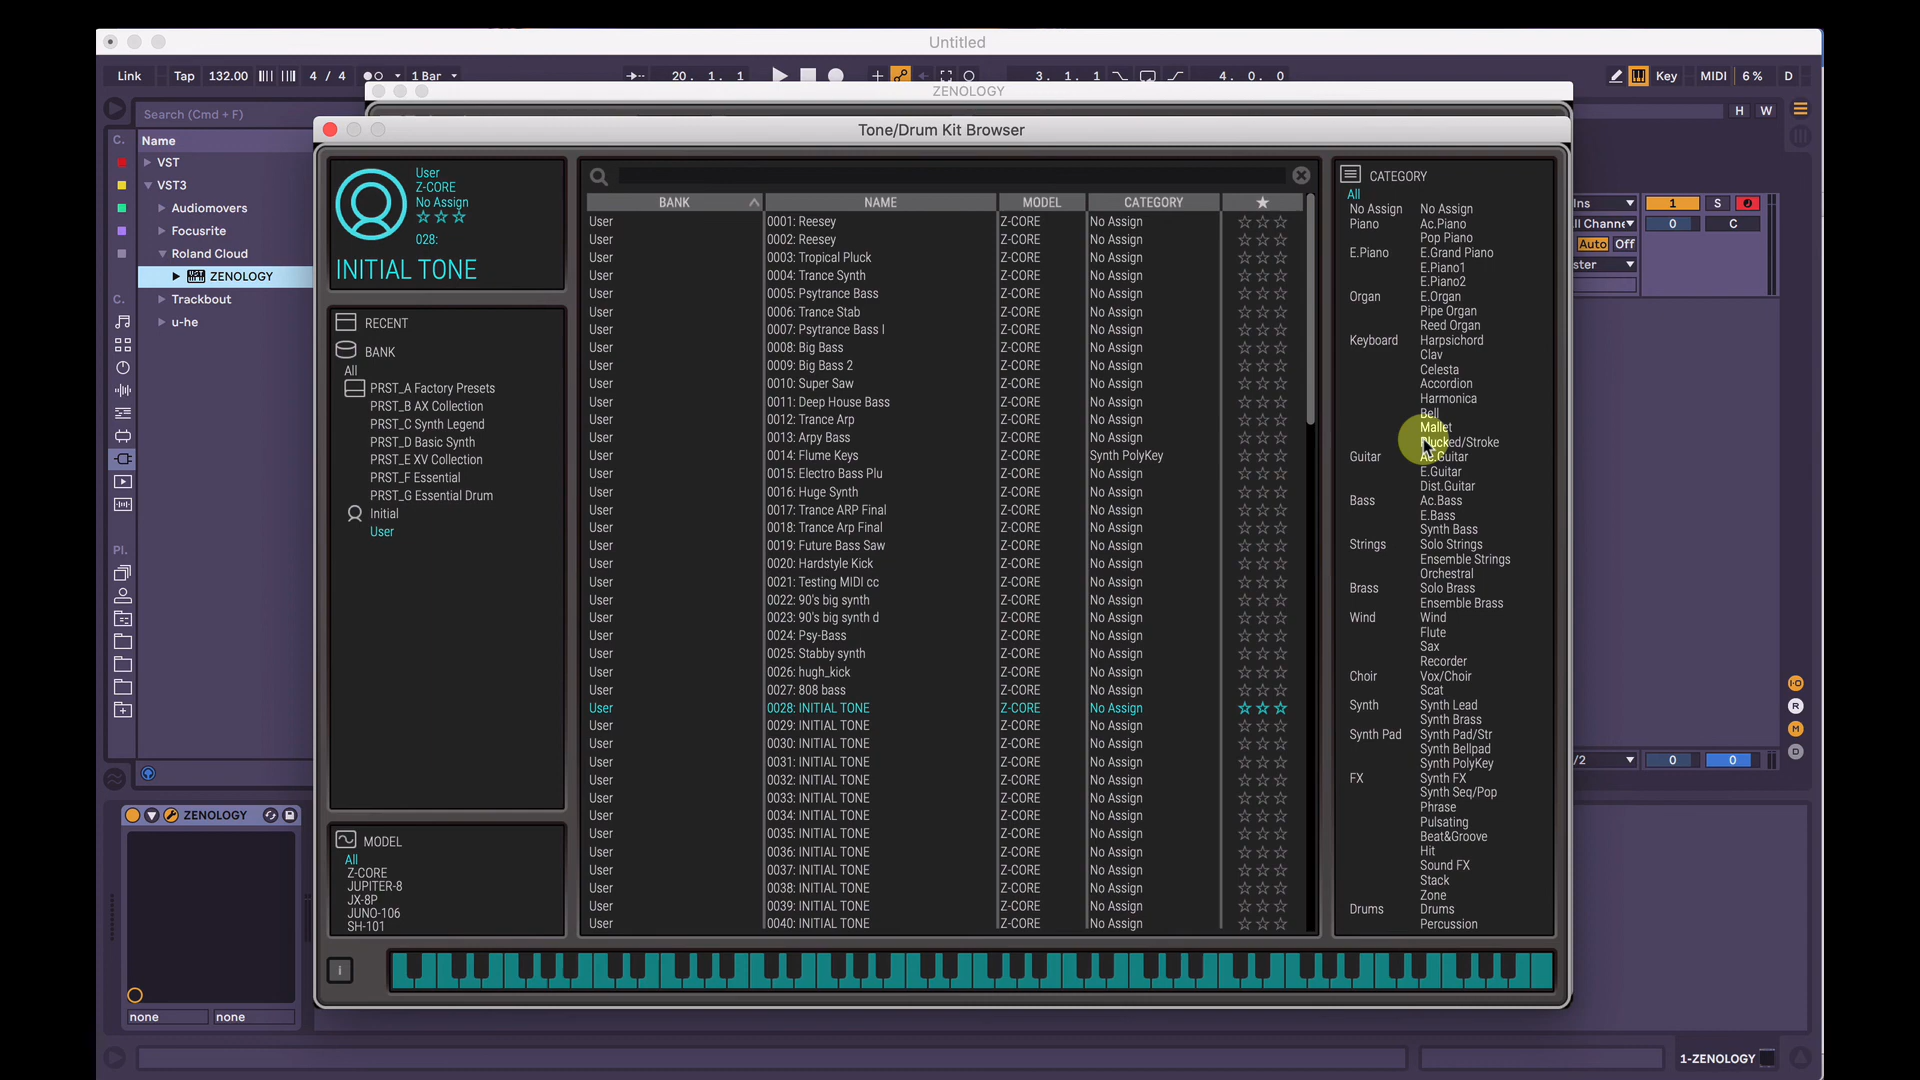 Untitled
Link Tap 132.00 4 / 4 1 Bar 20. 1. 1 3. 1. 1 4. 0. 0 Key MIDI 6 % D
ZENOLOGY
Search (Cmd + F) H W
Tone/Drum Kit Browser
C. Name
VST
VST3
Audiomovers
Focusrite
Roland Cloud
ZENOLOGY
Trackbout
u-he
C.
Pl.
User
Z-CORE
No Assign
028:
INITIAL TONE
RECENT
BANK
All
PRST_A Factory Presets
PRST_B AX Collection
PRST_C Synth Legend
PRST_D Basic Synth
PRST_E XV Collection
PRST_F Essential
PRST_G Essential Drum
Initial
User
MODEL
All
Z-CORE
JUPITER-8
JX-8P
JUNO-106
SH-101
BANK NAME MODEL CATEGORY
User 0001: Reesey Z-CORE No Assign
User 0002: Reesey Z-CORE No Assign
User 0003: Tropical Pluck Z-CORE No Assign
User 0004: Trance Synth Z-CORE No Assign
User 0005: Psytrance Bass Z-CORE No Assign
User 0006: Trance Stab Z-CORE No Assign
User 0007: Psytrance Bass I Z-CORE No Assign
User 0008: Big Bass Z-CORE No Assign
User 0009: Big Bass 2 Z-CORE No Assign
User 0010: Super Saw Z-CORE No Assign
User 0011: Deep House Bass Z-CORE No Assign
User 0012: Trance Arp Z-CORE No Assign
User 0013: Arpy Bass Z-CORE No Assign
User 0014: Flume Keys Z-CORE Synth PolyKey
User 0015: Electro Bass Plu Z-CORE No Assign
User 0016: Huge Synth Z-CORE No Assign
User 0017: Trance ARP Final Z-CORE No Assign
User 0018: Trance Arp Final Z-CORE No Assign
User 0019: Future Bass Saw Z-CORE No Assign
User 0020: Hardstyle Kick Z-CORE No Assign
User 0021: Testing MIDI cc Z-CORE No Assign
User 0022: 90's big synth Z-CORE No Assign
User 0023: 90's big synth d Z-CORE No Assign
User 0024: Psy-Bass Z-CORE No Assign
User 0025: Stabby synth Z-CORE No Assign
User 0026: hugh_kick Z-CORE No Assign
User 0027: 808 bass Z-CORE No Assign
User 0028: INITIAL TONE Z-CORE No Assign
User 0029: INITIAL TONE Z-CORE No Assign
User 0030: INITIAL TONE Z-CORE No Assign
User 0031: INITIAL TONE Z-CORE No Assign
User 0032: INITIAL TONE Z-CORE No Assign
User 0033: INITIAL TONE Z-CORE No Assign
User 0034: INITIAL TONE Z-CORE No Assign
User 0035: INITIAL TONE Z-CORE No Assign
User 0036: INITIAL TONE Z-CORE No Assign
User 0037: INITIAL TONE Z-CORE No Assign
User 0038: INITIAL TONE Z-CORE No Assign
User 0039: INITIAL TONE Z-CORE No Assign
User 0040: INITIAL TONE Z-CORE No Assign
CATEGORY
All
No Assign No Assign
Piano Ac.Piano
Pop Piano
E.Piano E.Grand Piano
E.Piano1
E.Piano2
Organ E.Organ
Pipe Organ
Reed Organ
Keyboard Harpsichord
Clav
Celesta
Accordion
Harmonica
Bell
Mallet
Plucked/Stroke
Guitar Ac.Guitar
E.Guitar
Dist.Guitar
Bass Ac.Bass
E.Bass
Synth Bass
Strings Solo Strings
Ensemble Strings
Orchestral
Brass Solo Brass
Ensemble Brass
Wind Wind
Flute
Sax
Recorder
Choir Vox/Choir
Scat
Synth Synth Lead
Synth Brass
Synth Pad Synth Pad/Str
Synth Bellpad
Synth PolyKey
FX Synth FX
Synth Seq/Pop
Phrase
Pulsating
Beat&Groove
Hit
Sound FX
Stack
Zone
Drums Drums
Percussion
Ins 1 S
ll Channe 0 C
Auto Off
ster
I·O
R
M
D
/2 0 0
ZENOLOGY
none none
i
1-ZENOLOGY